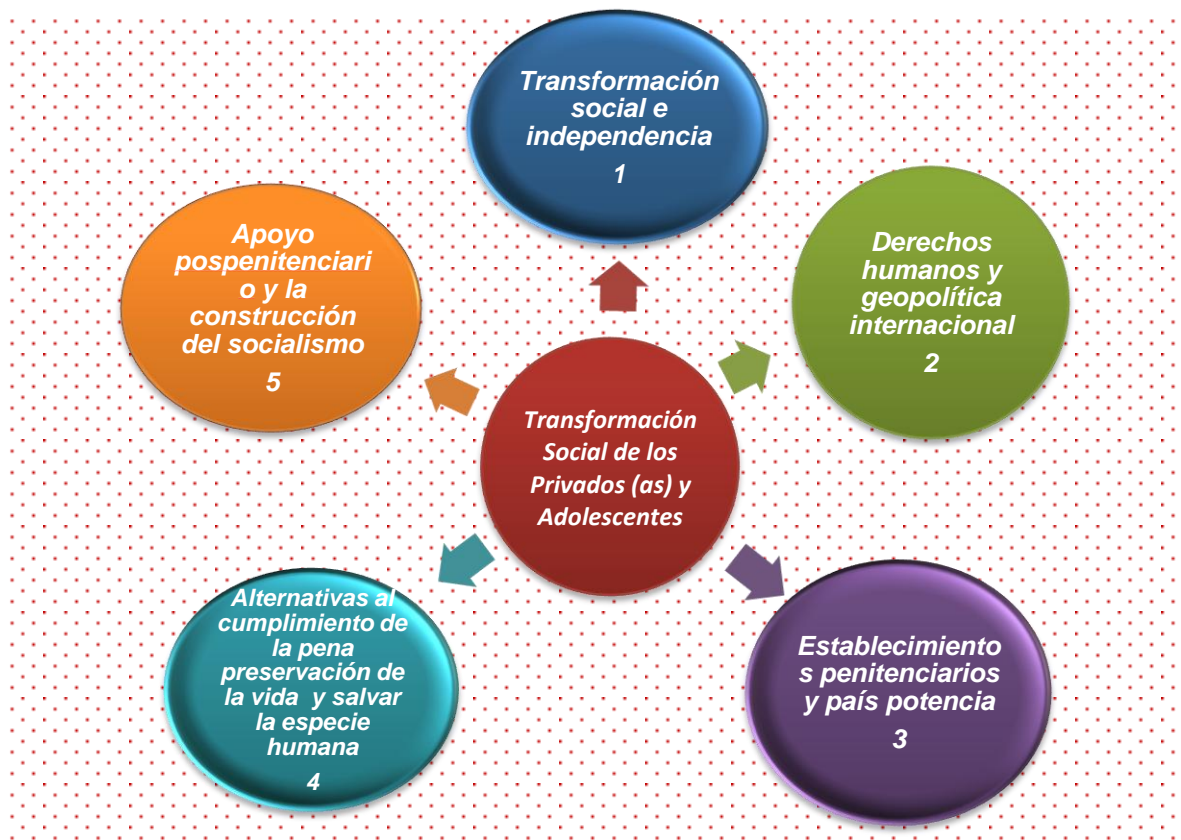 Transformación
social e
independencia
1
Derechos
humanos y
geopolítica
internacional
2
Establecimiento
s penitenciarios
y país potencia
3
Alternativas al
cumplimiento de
la pena
preservación de
la vida y salvar
la especie
humana
4
Apoyo
pospenitenciari
o y la
construcción
del socialismo
5
Transformación
Social de los
Privados (as) y
Adolescentes